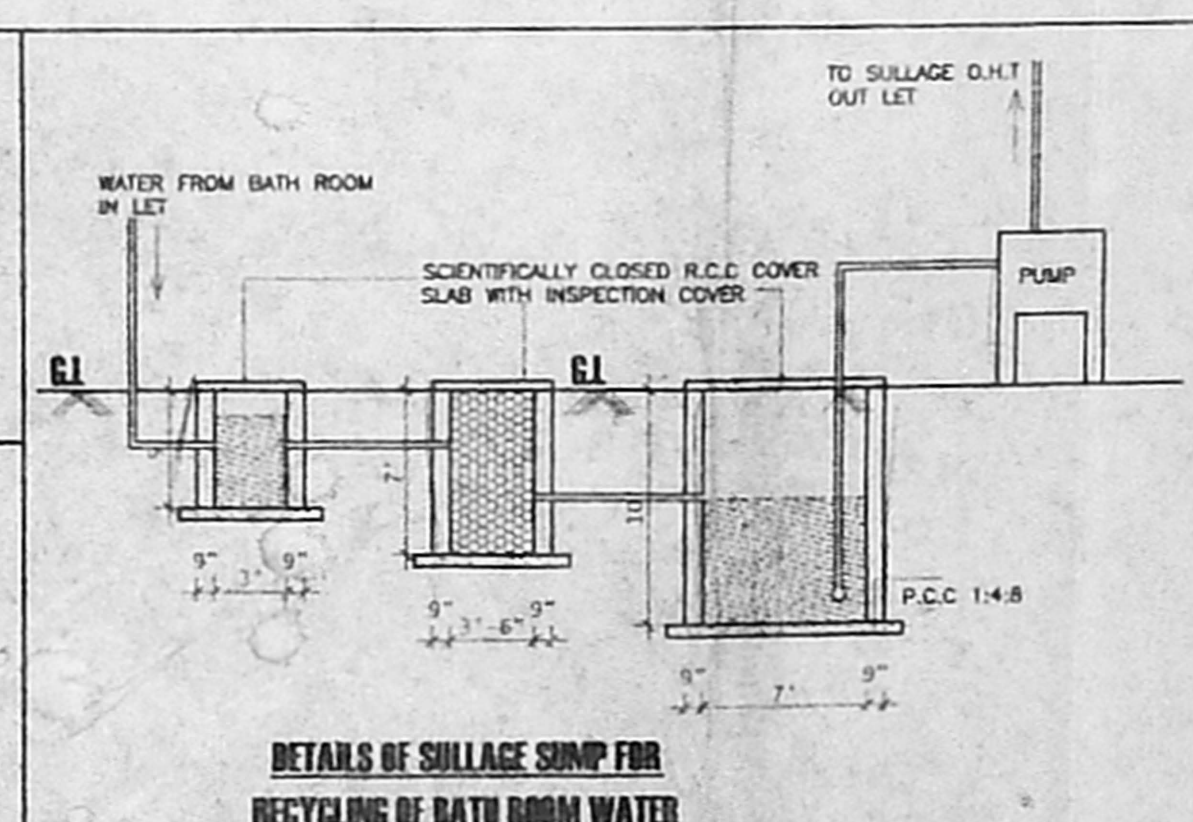 TO SULLAGE O.H.T
OUT LET
WATER FROM BATH ROOM
IN LET
SCIENTIFICALLY CLOSED R.C.C COVER
SLAB WITH INSPECTION COVER
PUMP
G.L
G.L
7'
10'
9" 3' 9"
9" 3'-6" 9"
P.C.C 1:4:8
9" 7' 9"
DETAILS OF SULLAGE SUMP FOR
RECYCLING OF BATH ROOM WATER